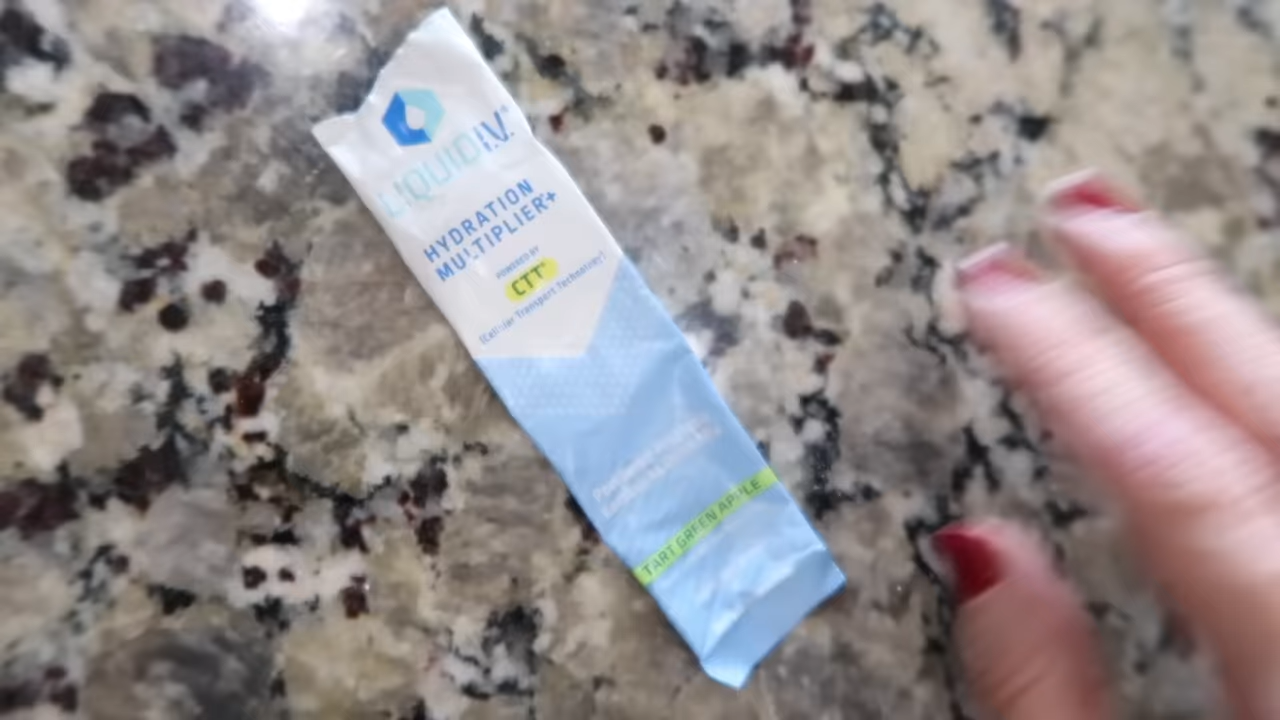 LIQUID I.V.®
HYDRATION
MULTIPLIER+
POWERED BY
CTT
(Cellular Transport Technology)
TART GREEN APPLE